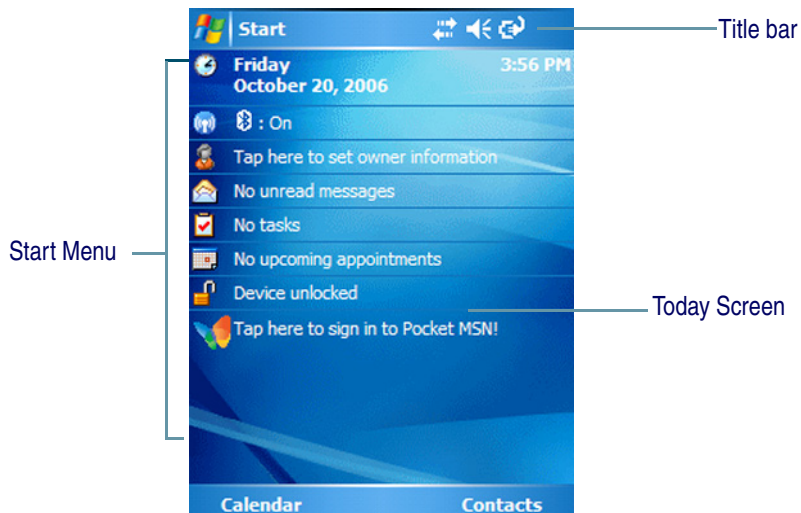 Start
Title bar
Friday 3:56 PM
October 20, 2006
: On
Tap here to set owner information
No unread messages
No tasks
Start Menu
No upcoming appointments
Device unlocked
Today Screen
Tap here to sign in to Pocket MSN!
Calendar Contacts